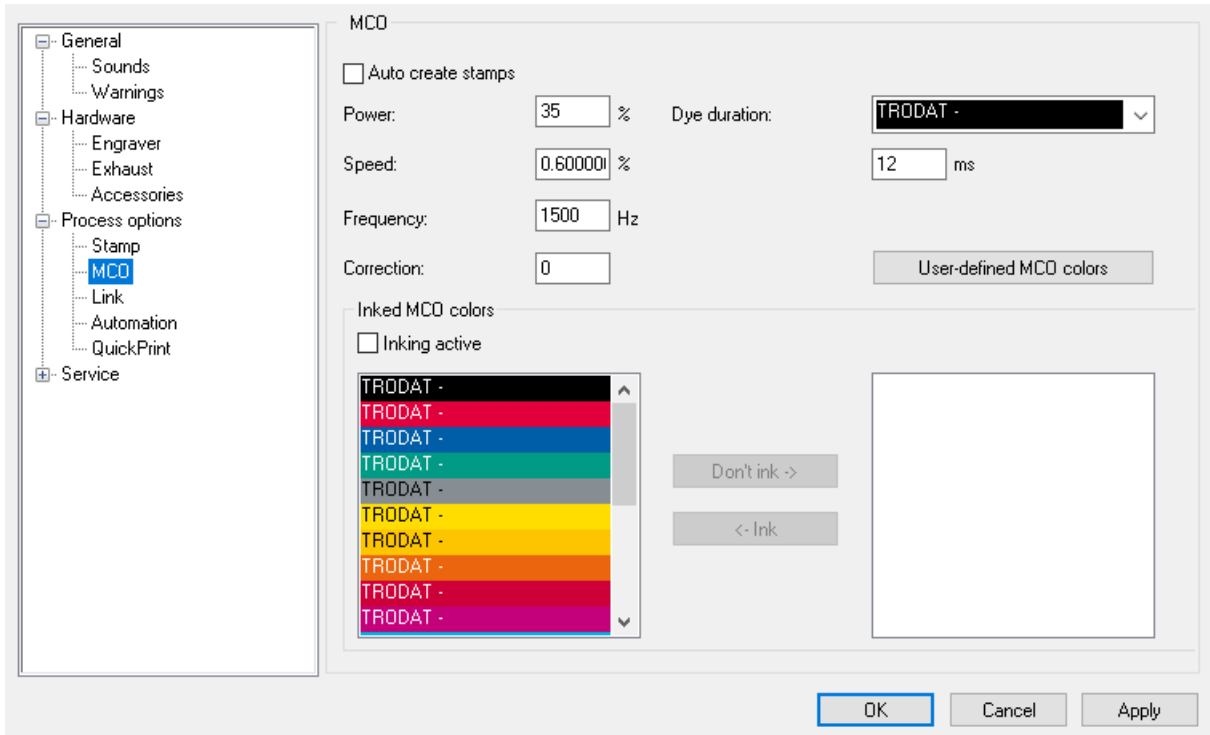 General
Sounds
Warnings
Hardware
Engraver
Exhaust
Accessories
Process options
Stamp
MCO
Link
Automation
QuickPrint
Service
MCO
Auto create stamps
Power: 35 % Dye duration: TRODAT -
Speed: 0.60000 % 12 ms
Frequency: 1500 Hz
Correction: 0 User-defined MCO colors
Inked MCO colors
Inking active
TRODAT -
TRODAT -
TRODAT -
TRODAT -
TRODAT -
TRODAT -
TRODAT -
TRODAT -
TRODAT -
TRODAT -
Don't ink ->
<- Ink
OK Cancel Apply